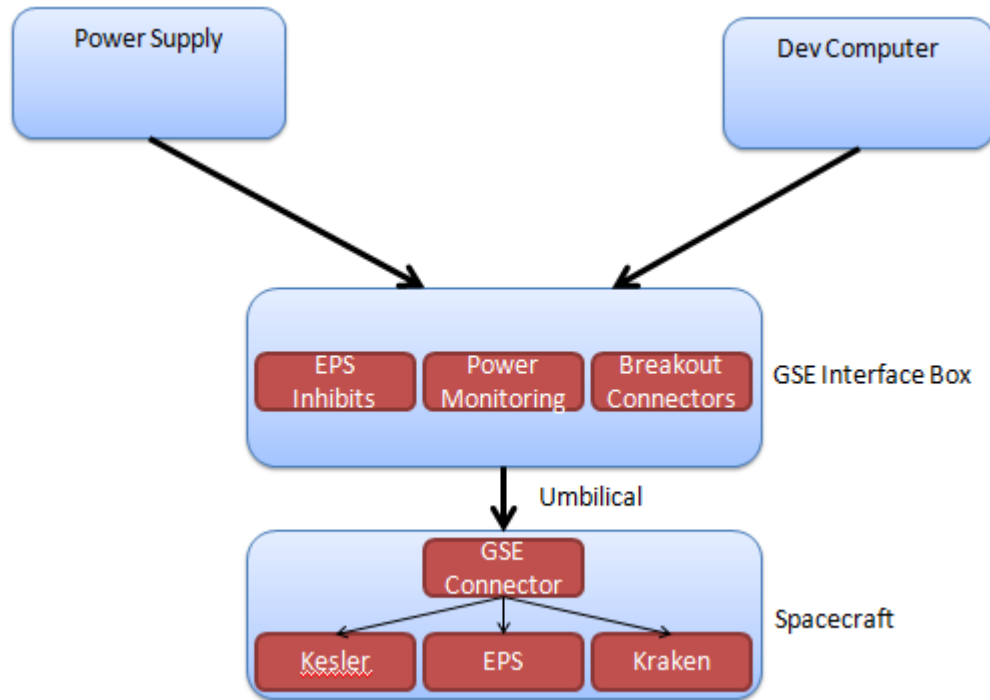 Power Supply
Dev Computer
EPS
Inhibits
Power
Monitoring
Breakout
Connectors
GSE Interface Box
Umbilical
GSE
Connector
Spacecraft
Kesler
EPS
Kraken